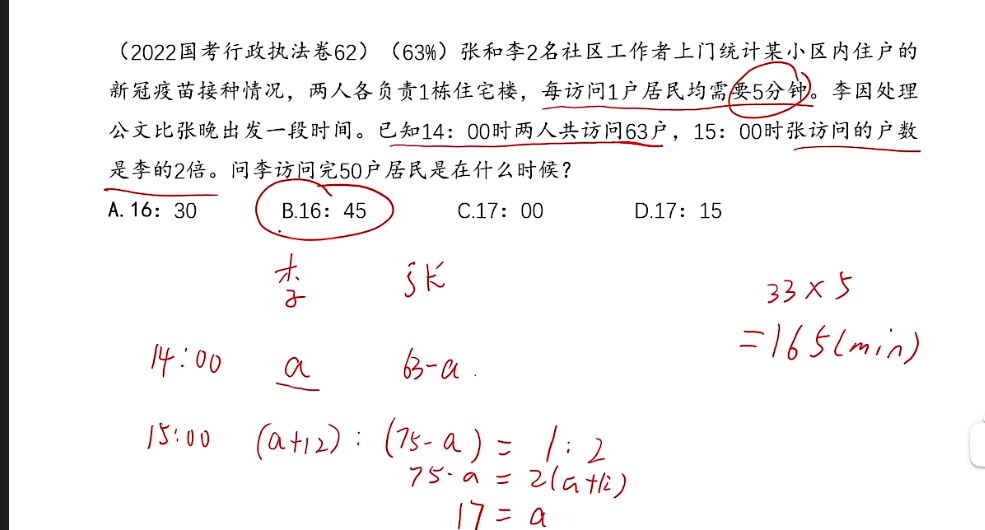 （2022国考行政执法卷62）（63%）张和李2名社区工作者上门统计某小区内住户的
新冠疫苗接种情况，两人各负责1栋住宅楼，每访问1户居民均需要5分钟。李因处理
公文比张晚出发一段时间。已知14：00时两人共访问63户，15：00时张访问的户数
是李的2倍。问李访问完50户居民是在什么时候？
A.16：30 B.16：45 C.17：00 D.17：15
李 张
33×5
=165(min)
14:00 a 63-a.
15:00 (a+12):(75-a)=1:2
75-a=2(a+12)
17=a